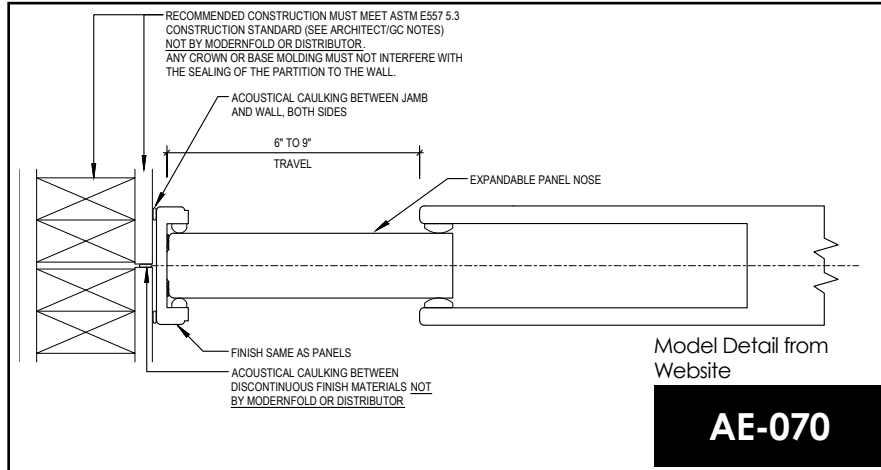 RECOMMENDED CONSTRUCTION MUST MEET ASTM E557 5.3
CONSTRUCTION STANDARD (SEE ARCHITECT/GC NOTES)
NOT BY MODERNFOLD OR DISTRIBUTOR.
ANY CROWN OR BASE MOLDING MUST NOT INTERFERE WITH
THE SEALING OF THE PARTITION TO THE WALL.
ACOUSTICAL CAULKING BETWEEN JAMB
AND WALL, BOTH SIDES
6" TO 9"
TRAVEL
EXPANDABLE PANEL NOSE
FINISH SAME AS PANELS
ACOUSTICAL CAULKING BETWEEN
DISCONTINUOUS FINISH MATERIALS NOT
BY MODERNFOLD OR DISTRIBUTOR
Model Detail from
Website
AE-070